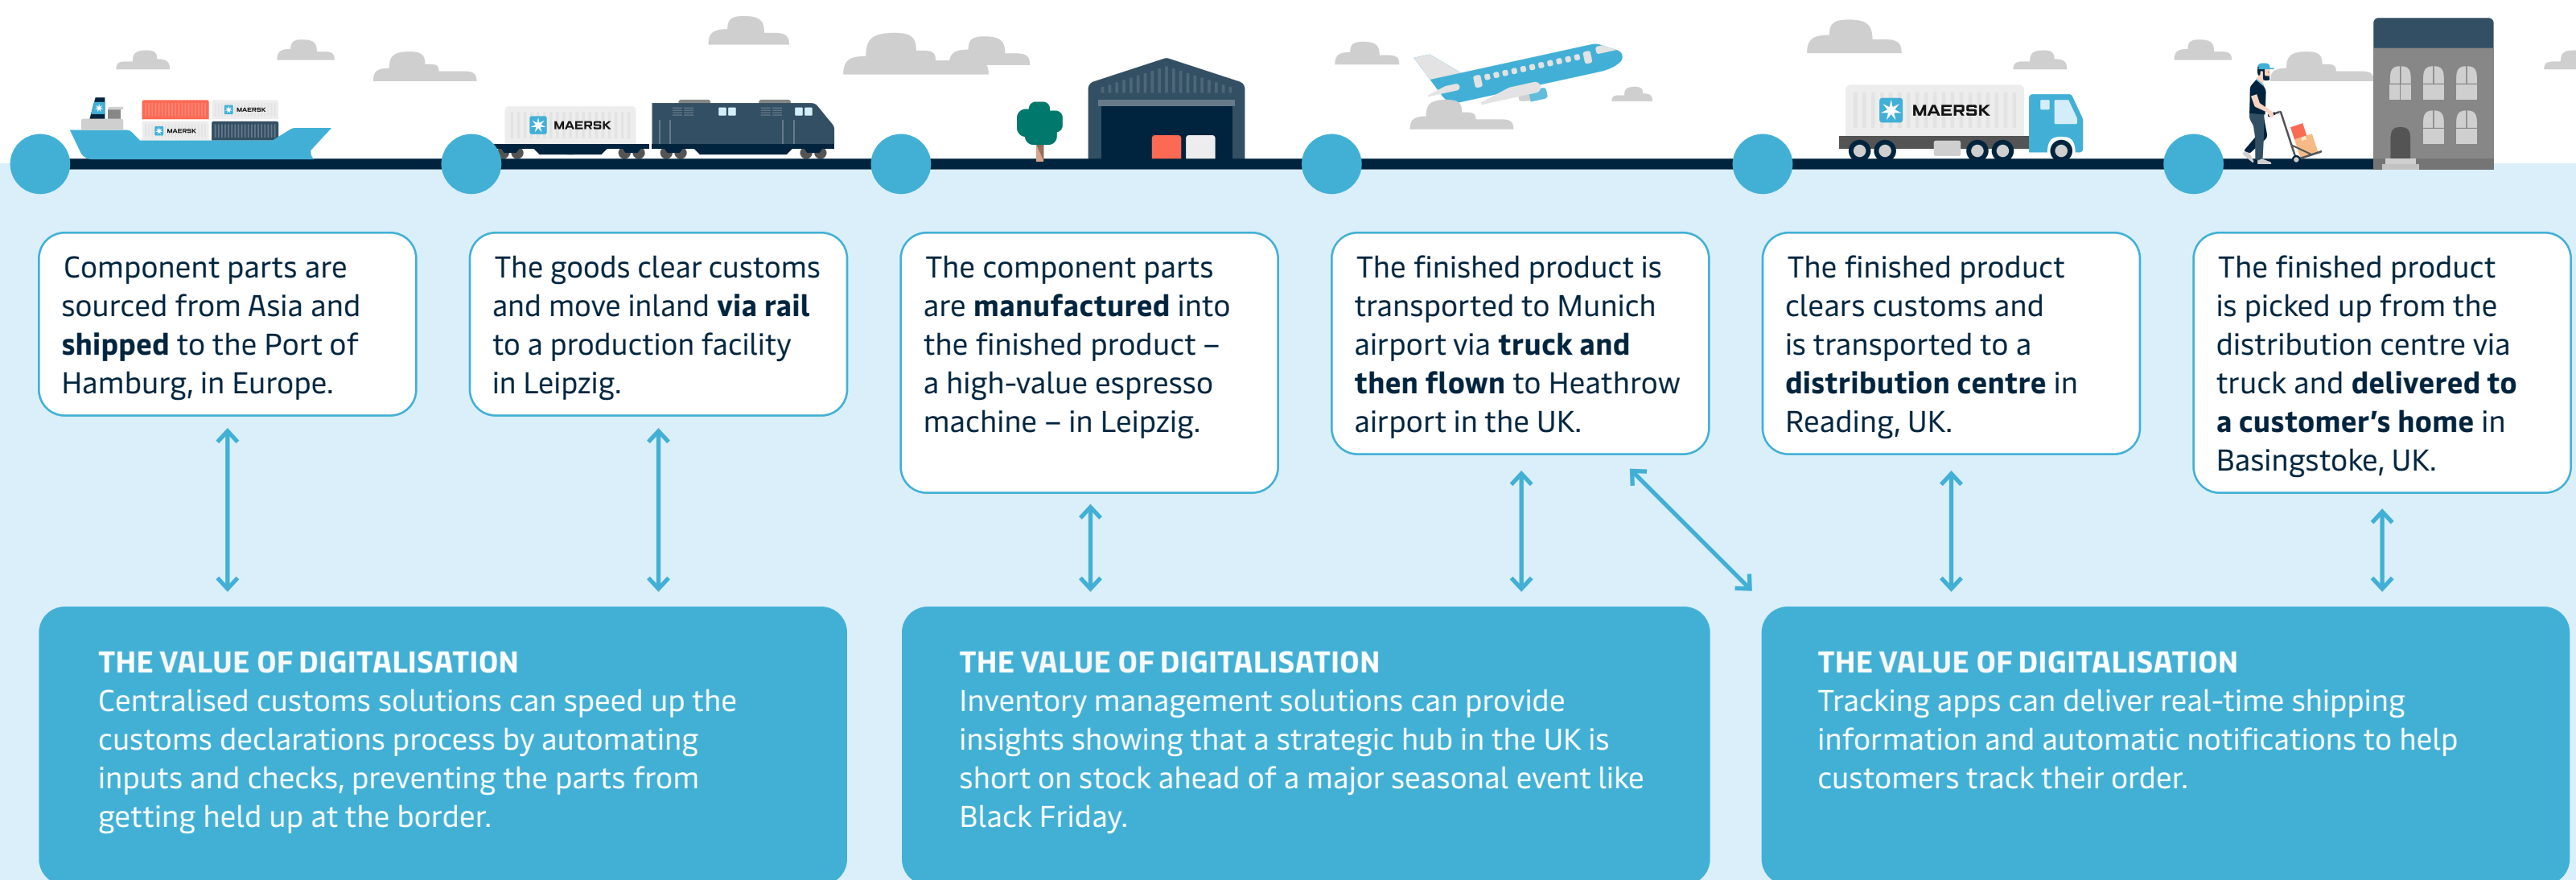 MAERSK
MAERSK
MAERSK
MAERSK
Component parts are
sourced from Asia and
shipped to the Port of
Hamburg, in Europe.
The goods clear customs
and move inland via rail
to a production facility
in Leipzig.
The component parts
are manufactured into
the finished product –
a high-value espresso
machine – in Leipzig.
The finished product is
transported to Munich
airport via truck and
then flown to Heathrow
airport in the UK.
The finished product
clears customs and
is transported to a
distribution centre in
Reading, UK.
The finished product
is picked up from the
distribution centre via
truck and delivered to
a customer’s home in
Basingstoke, UK.
THE VALUE OF DIGITALISATION
Centralised customs solutions can speed up the
customs declarations process by automating
inputs and checks, preventing the parts from
getting held up at the border.
THE VALUE OF DIGITALISATION
Inventory management solutions can provide
insights showing that a strategic hub in the UK is
short on stock ahead of a major seasonal event like
Black Friday.
THE VALUE OF DIGITALISATION
Tracking apps can deliver real-time shipping
information and automatic notifications to help
customers track their order.